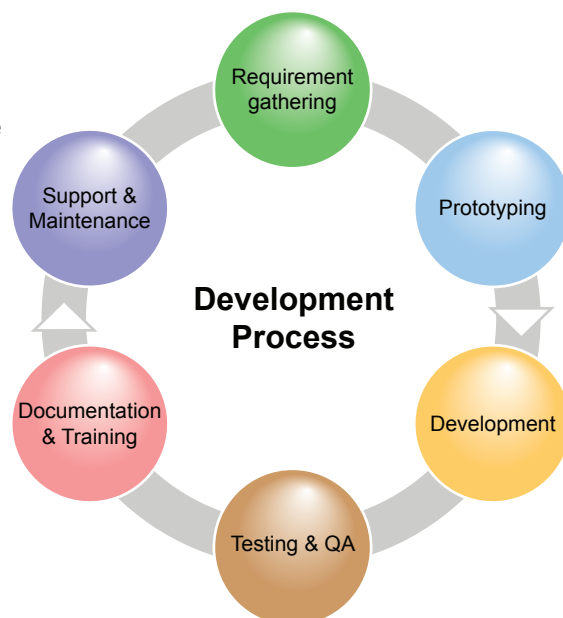 Requirement
gathering
Prototyping
Development
Testing & QA
Documentation
& Training
Support &
Maintenance
Development
Process